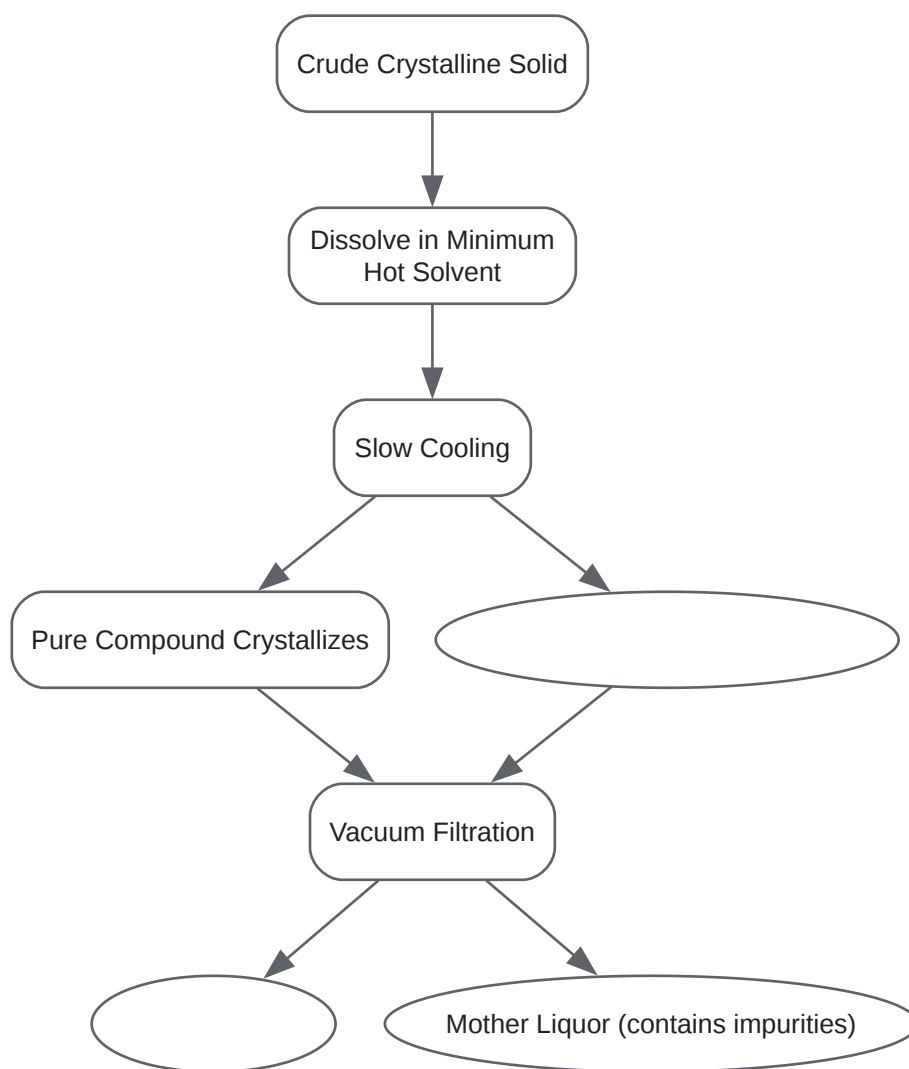 Crude Crystalline Solid
Dissolve in Minimum
Hot Solvent
Slow Cooling
Pure Compound Crystallizes
Vacuum Filtration
Mother Liquor (contains impurities)